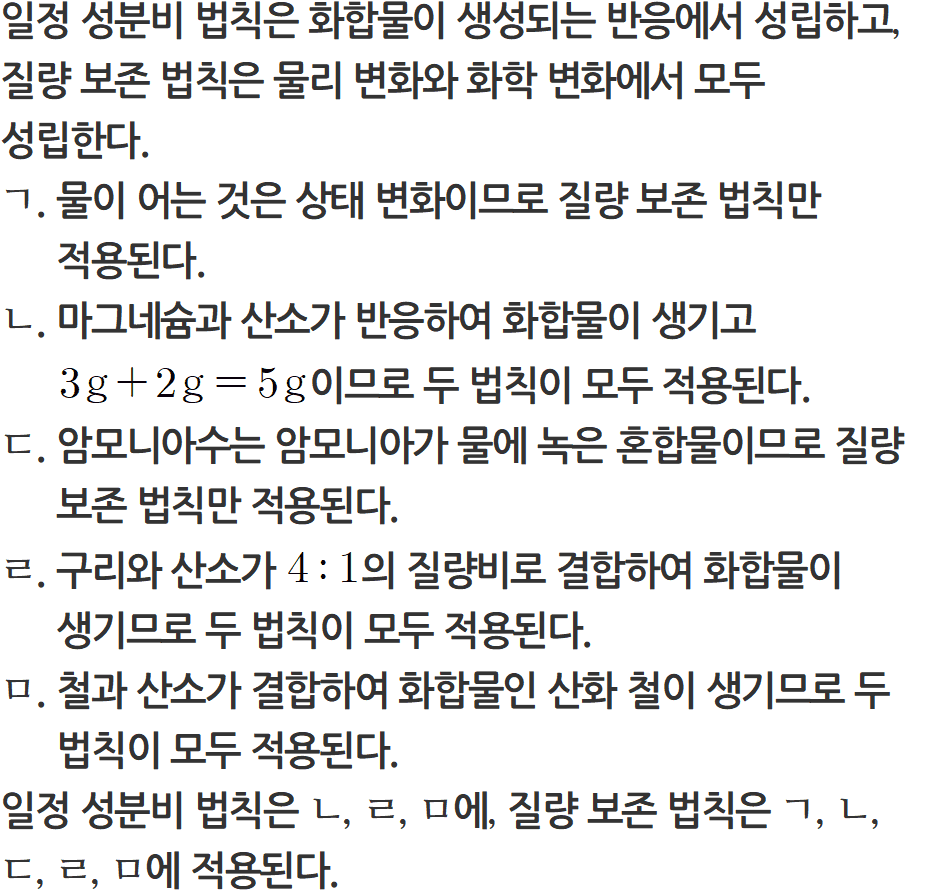 일정 성분비 법칙은 화합물이 생성되는 반응에서 성립하고,
질량 보존 법칙은 물리 변화와 화학 변화에서 모두
성립한다.
ㄱ. 물이 어는 것은 상태 변화이므로 질량 보존 법칙만
적용된다.
ㄴ. 마그네슘과 산소가 반응하여 화합물이 생기고
3g+2g=5g이므로 두 법칙이 모두 적용된다.
ㄷ. 암모니아수는 암모니아가 물에 녹은 혼합물이므로 질량
보존 법칙만 적용된다.
ㄹ. 구리와 산소가 4:1의 질량비로 결합하여 화합물이
생기므로 두 법칙이 모두 적용된다.
ㅁ. 철과 산소가 결합하여 화합물인 산화 철이 생기므로 두
법칙이 모두 적용된다.
일정 성분비 법칙은 ㄴ, ㄹ, ㅁ에, 질량 보존 법칙은 ㄱ, ㄴ,
ㄷ, ㄹ, ㅁ에 적용된다.